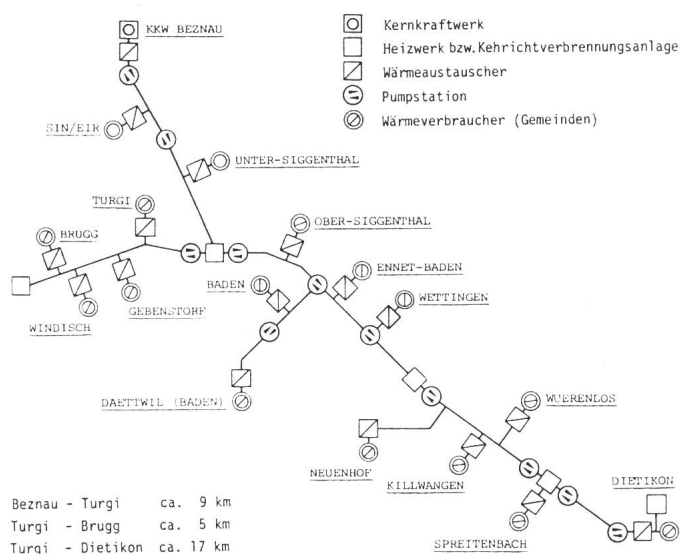 KKW BEZNAU
Kernkraftwerk
Heizwerk bzw. Kehrichtverbrennungsanlage
Wärmeaustauscher
Pumpstation
Wärmeverbraucher (Gemeinden)
SIN/EIR
UNTER-SIGGENTHAL
TURGI
OBER-SIGGENTHAL
BRUGG
ENNET-BADEN
BADEN
WETTINGEN
GEBENSTORF
WINDISCH
DAETTWIL (BADEN)
WUERENLOS
NEUENHOF
KILLWANGEN
DIETIKON
SPREITENBACH
Beznau - Turgi ca. 9 km
Turgi - Brugg ca. 5 km
Turgi - Dietikon ca. 17 km